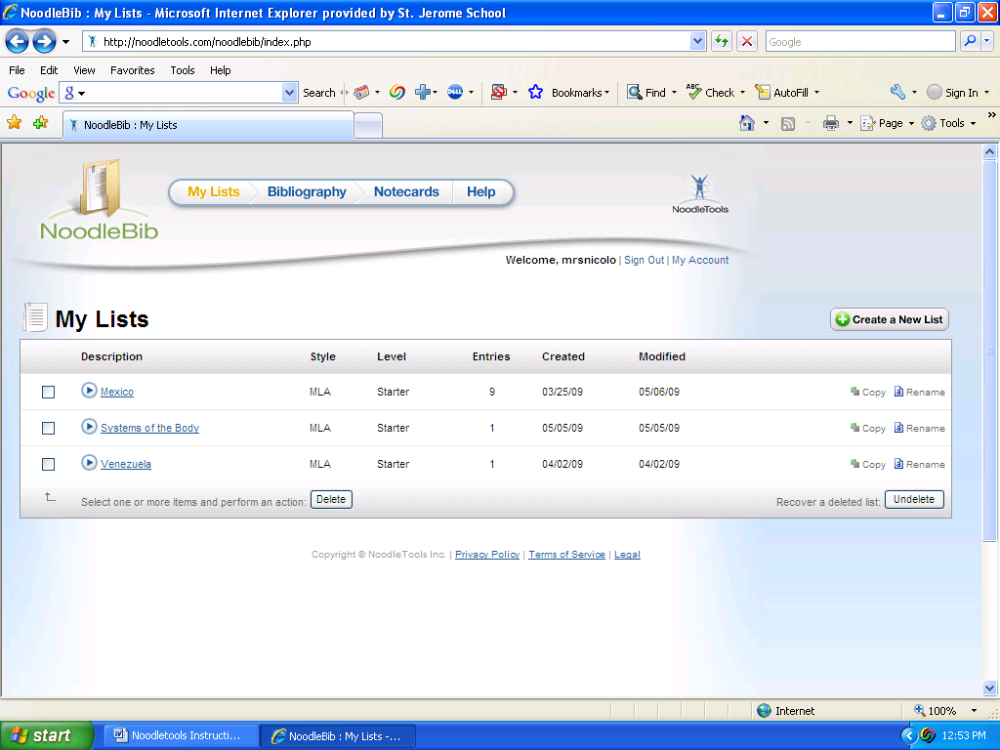 NoodleBib : My Lists - Microsoft Internet Explorer provided by St. Jerome School
http://noodletools.com/noodlebib/index.php Google
File Edit View Favorites Tools Help
Google g Search DELL Bookmarks Find ABC Check AutoFill Sign In
NoodleBib : My Lists Page Tools »
My Lists Bibliography Notecards Help
NoodleTools
NoodleBib
Welcome, mrsnicolo | Sign Out | My Account
My Lists Create a New List
Description Style Level Entries Created Modified
Mexico MLA Starter 9 03/25/09 05/06/09 Copy Rename
Systems of the Body MLA Starter 1 05/05/09 05/05/09 Copy Rename
Venezuela MLA Starter 1 04/02/09 04/02/09 Copy Rename
Select one or more items and perform an action: Delete Recover a deleted list: Undelete
Copyright © NoodleTools Inc. | Privacy Policy | Terms of Service | Legal
Internet 100%
start Noodletools Instructi... NoodleBib : My Lists -... 12:53 PM